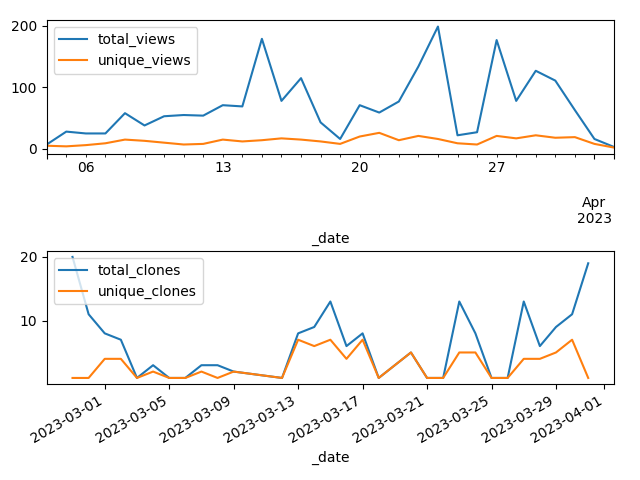 200
total_views
unique_views
100
0
06
13
20
27
Apr
2023
_date
20
total_clones
unique_clones
10
2023-03-01
2023-03-05
2023-03-09
2023-03-13
2023-03-17
2023-03-21
2023-03-25
2023-03-29
2023-04-01
_date